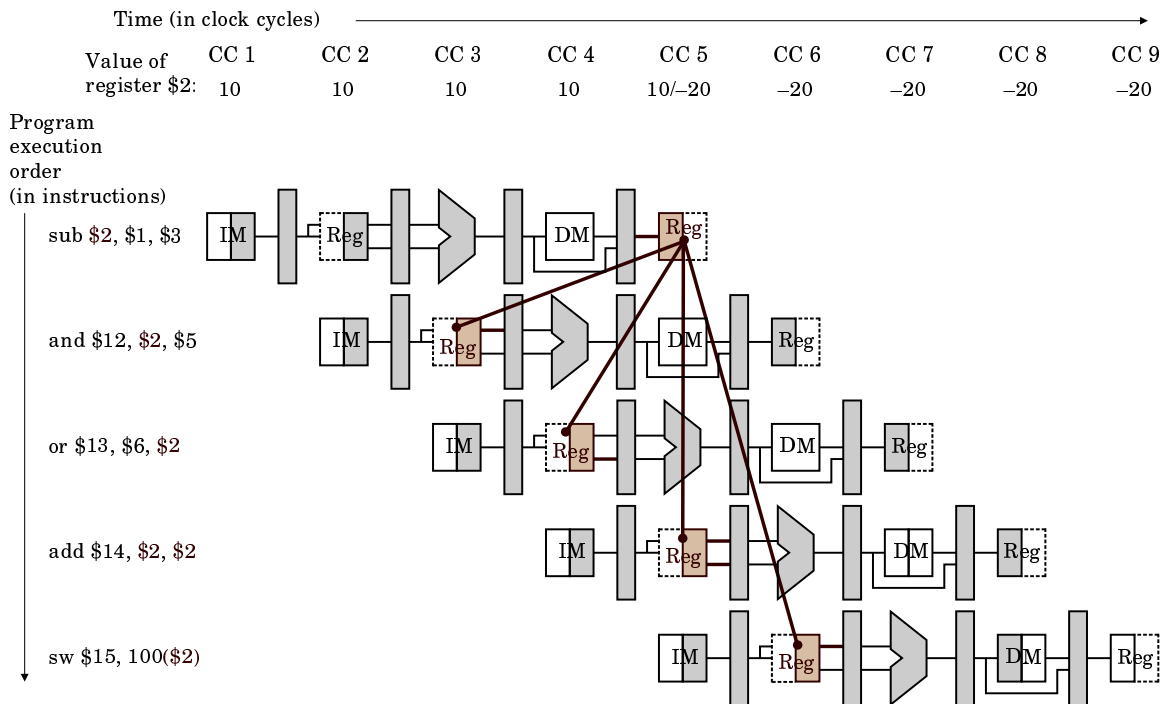 Time (in clock cycles)
CC 1 CC 2 CC 3 CC 4 CC 5 CC 6 CC 7 CC 8 CC 9
Value of
register $2: 10 10 10 10 10/–20 –20 –20 –20 –20
Program
execution
order
(in instructions)
sub $2, $1, $3 IM Reg DM Reg
and $12, $2, $5 IM Reg DM Reg
or $13, $6, $2 IM Reg DM Reg
add $14, $2, $2 IM Reg DM Reg
sw $15, 100($2) IM Reg DM Reg